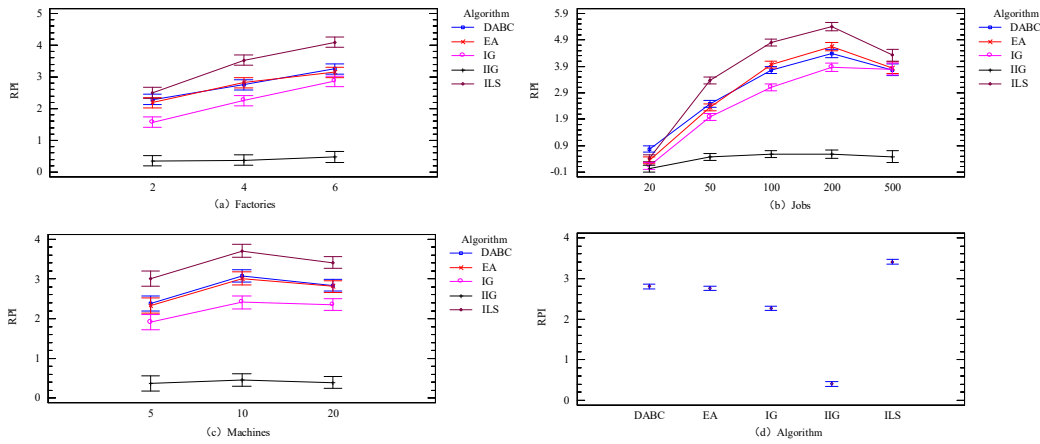 Algorithm
DABC
EA
IG
IIG
ILS
RPI
5
4
3
2
1
0
2 4 6
(a) Factories
Algorithm
DABC
EA
IG
IIG
ILS
RPI
5.9
4.9
3.9
2.9
1.9
0.9
-0.1
20 50 100 200 500
(b) Jobs
Algorithm
DABC
EA
IG
IIG
ILS
RPI
4
3
2
1
0
5 10 20
(c) Machines
RPI
4
3
2
1
0
DABC EA IG IIG ILS
(d) Algorithm